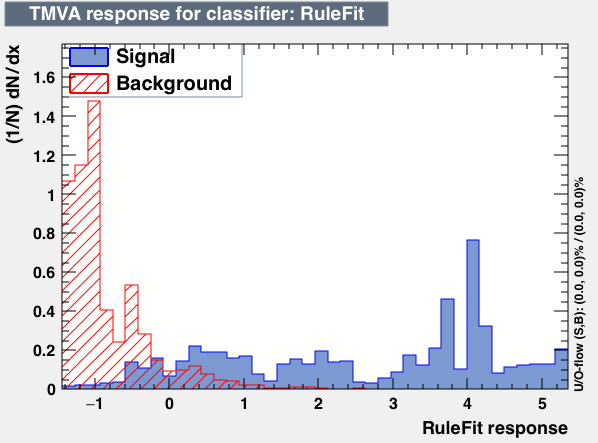 TMVA response for classifier: RuleFit
Signal
Background
(1/N) dN / dx
1.6
1.4
1.2
1
0.8
0.6
0.4
0.2
0
−1 0 1 2 3 4 5
RuleFit response
U/O-flow (S,B): (0.0, 0.0)% / (0.0, 0.0)%